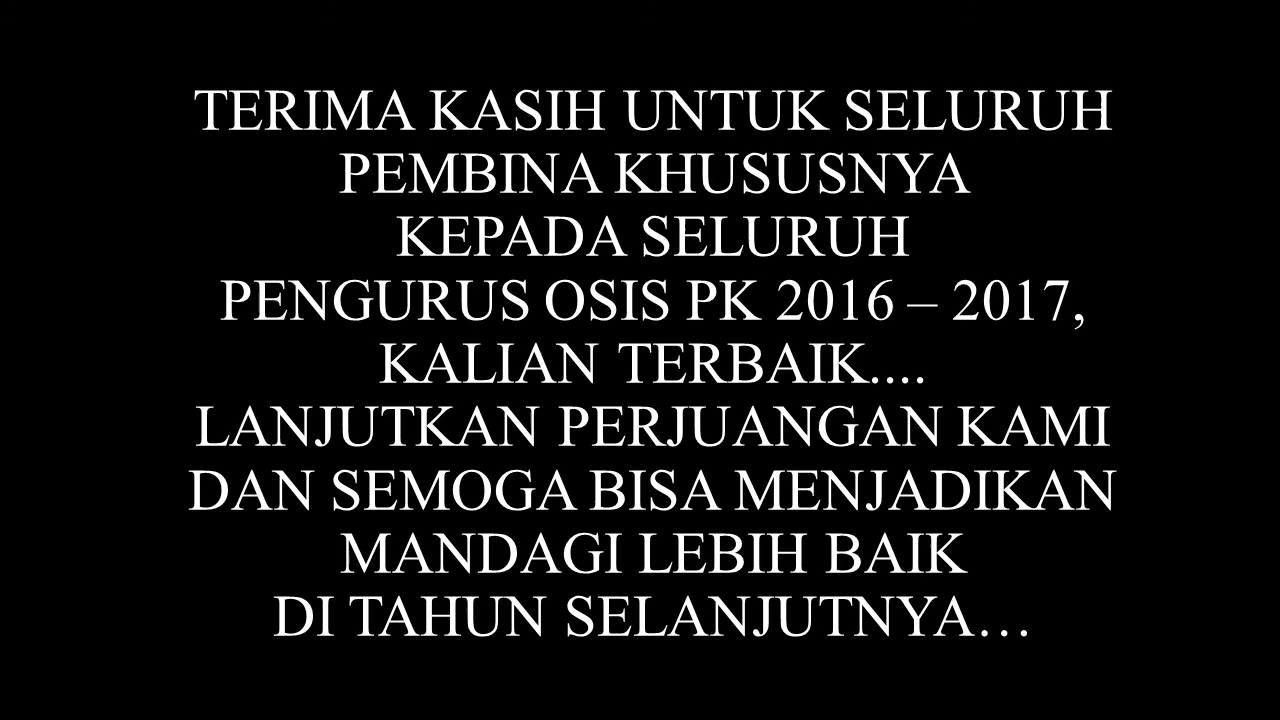 TERIMA KASIH UNTUK SELURUH
PEMBINA KHUSUSNYA
KEPADA SELURUH
PENGURUS OSIS PK 2016 – 2017,
KALIAN TERBAIK....
LANJUTKAN PERJUANGAN KAMI
DAN SEMOGA BISA MENJADIKAN
MANDAGI LEBIH BAIK
DI TAHUN SELANJUTNYA…